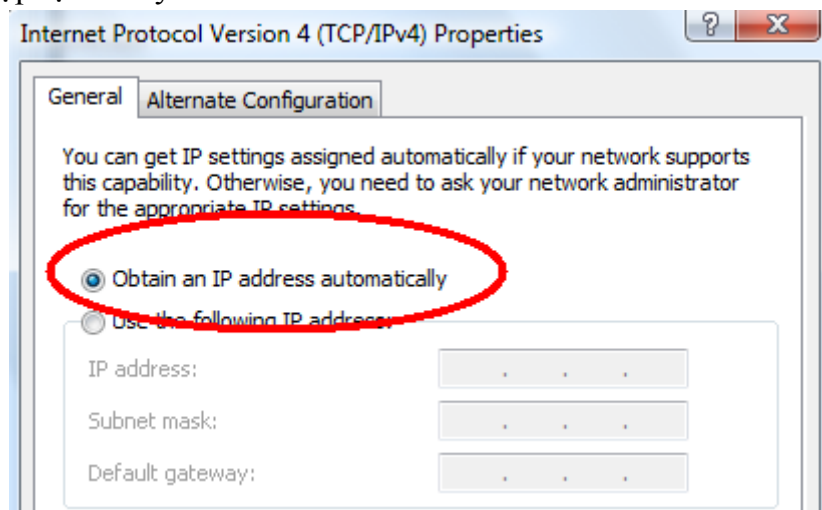 Internet Protocol Version 4 (TCP/IPv4) Properties
General Alternate Configuration
You can get IP settings assigned automatically if your network supports
this capability. Otherwise, you need to ask your network administrator
for the appropriate IP settings.
Obtain an IP address automatically
Use the following IP address:
IP address:
Subnet mask:
Default gateway: